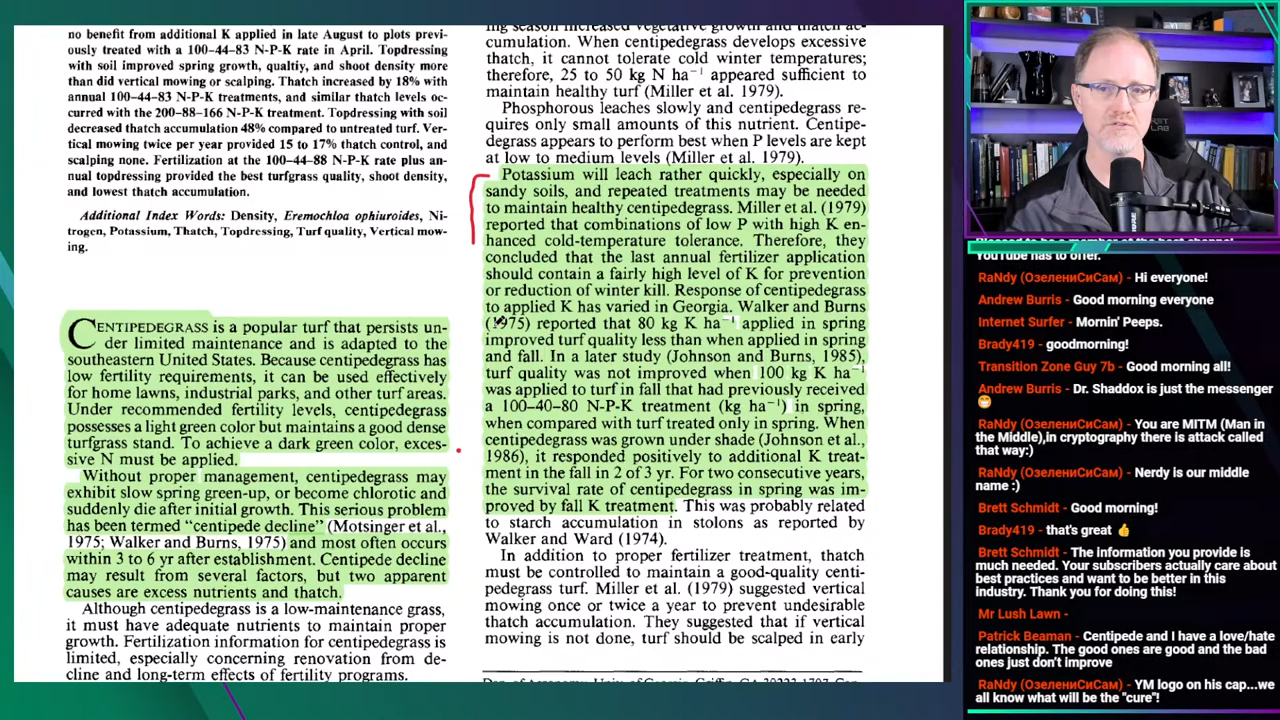 no benefit from additional K applied in late August to plots previ-
ously treated with a 100–44–83 N-P-K rate in April. Topdressing
with soil improved spring growth, qualtiy, and shoot density more
than did vertical mowing or scalping. Thatch increased by 18% with
annual 100–44–83 N-P-K treatments, and similar thatch levels oc-
curred with the 200–88–166 N-P-K treatment. Topdressing with soil
decreased thatch accumulation 48% compared to untreated turf. Ver-
tical mowing twice per year provided 15 to 17% thatch control, and
scalping none. Fertilization at the 100–44–88 N-P-K rate plus an-
nual topdressing provided the best turfgrass quality, shoot density,
and lowest thatch accumulation.
Additional Index Words: Density, Eremochloa ophiuroides, Ni-
trogen, Potassium, Thatch, Topdressing, Turf quality, Vertical mow-
ing.
CENTIPEDEGRASS is a popular turf that persists un-
der limited maintenance and is adapted to the
southeastern United States. Because centipedegrass has
low fertility requirements, it can be used effectively
for home lawns, industrial parks, and other turf areas.
Under recommended fertility levels, centipedegrass
possesses a light green color but maintains a good dense
turfgrass stand. To achieve a dark green color, exces-
sive N must be applied.
Without proper management, centipedegrass may
exhibit slow spring green-up, or become chlorotic and
suddenly die after initial growth. This serious problem
has been termed “centipede decline” (Motsinger et al.,
1975; Walker and Burns, 1975) and most often occurs
within 3 to 6 yr after establishment. Centipede decline
may result from several factors, but two apparent
causes are excess nutrients and thatch.
Although centipedegrass is a low-maintenance grass,
it must have adequate nutrients to maintain proper
growth. Fertilization information for centipedegrass is
limited, especially concerning renovation from de-
cline and long-term effects of fertility programs.
ing season increased vegetative growth and thatch ac-
cumulation. When centipedegrass develops excessive
thatch, it cannot tolerate cold winter temperatures;
therefore, 25 to 50 kg N ha⁻¹ appeared sufficient to
maintain healthy turf (Miller et al. 1979).
Phosphorous leaches slowly and centipedegrass re-
quires only small amounts of this nutrient. Centipe-
degrass appears to perform best when P levels are kept
at low to medium levels (Miller et al. 1979).
Potassium will leach rather quickly, especially on
sandy soils, and repeated treatments may be needed
to maintain healthy centipedegrass. Miller et al. (1979)
reported that combinations of low P with high K en-
hanced cold-temperature tolerance. Therefore, they
concluded that the last annual fertilizer application
should contain a fairly high level of K for prevention
or reduction of winter kill. Response of centipedegrass
to applied K has varied in Georgia. Walker and Burns
(1975) reported that 80 kg K ha⁻¹ applied in spring
improved turf quality less than when applied in spring
and fall. In a later study (Johnson and Burns, 1985),
turf quality was not improved when 100 kg K ha⁻¹
was applied to turf in fall that had previously received
a 100–40–80 N-P-K treatment (kg ha⁻¹) in spring,
when compared with turf treated only in spring. When
centipedegrass was grown under shade (Johnson et al.,
1986), it responded positively to additional K treat-
ment in the fall in 2 of 3 yr. For two consecutive years,
the survival rate of centipedegrass in spring was im-
proved by fall K treatment. This was probably related
to starch accumulation in stolons as reported by
Walker and Ward (1974).
In addition to proper fertilizer treatment, thatch
must be controlled to maintain a good-quality centi-
pedegrass turf. Miller et al. (1979) suggested vertical
mowing once or twice a year to prevent undesirable
thatch accumulation. They suggested that if vertical
mowing is not done, turf should be scalped in early
YouTube has to offer.
RaNdy (ОзелениСиСам) - Hi everyone!
Andrew Burris - Good morning everyone
Internet Surfer - Mornin' Peeps.
Brady419 - goodmorning!
Transition Zone Guy 7b - Good morning all!
Andrew Burris - Dr. Shaddox is just the messenger
😁
RaNdy (ОзелениСиСам) - You are MITM (Man in
the Middle),in cryptography there is attack called
that way:)
RaNdy (ОзелениСиСам) - Nerdy is our middle
name :)
Brett Schmidt - Good morning!
Brady419 - that's great 👍
Brett Schmidt - The information you provide is
much needed. Your subscribers actually care about
best practices and want to be better in this
industry. Thank you for doing this!
Mr Lush Lawn -
Patrick Beaman - Centipede and I have a love/hate
relationship. The good ones are good and the bad
ones just don't improve
RaNdy (ОзелениСиСам) - YM logo on his cap...we
all know what will be the "cure"!